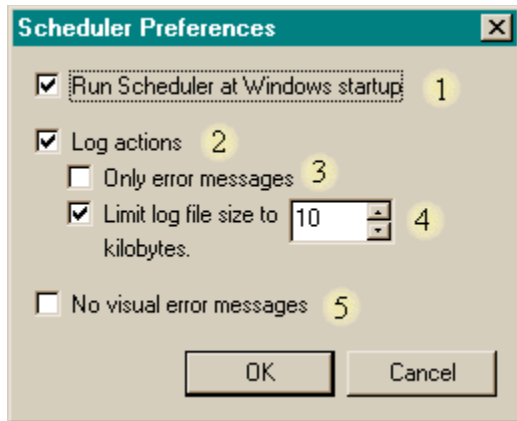 Scheduler Preferences
Run Scheduler at Windows startup 1
Log actions 2
Only error messages 3
Limit log file size to 10 4
kilobytes.
No visual error messages 5
OK Cancel